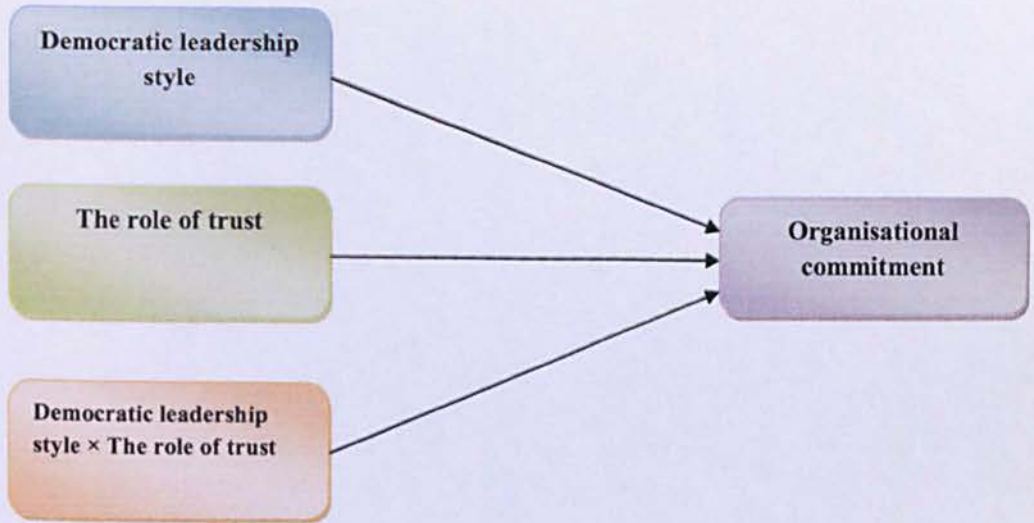 Democratic leadership
style
The role of trust
Organisational
commitment
Democratic leadership
style × The role of trust